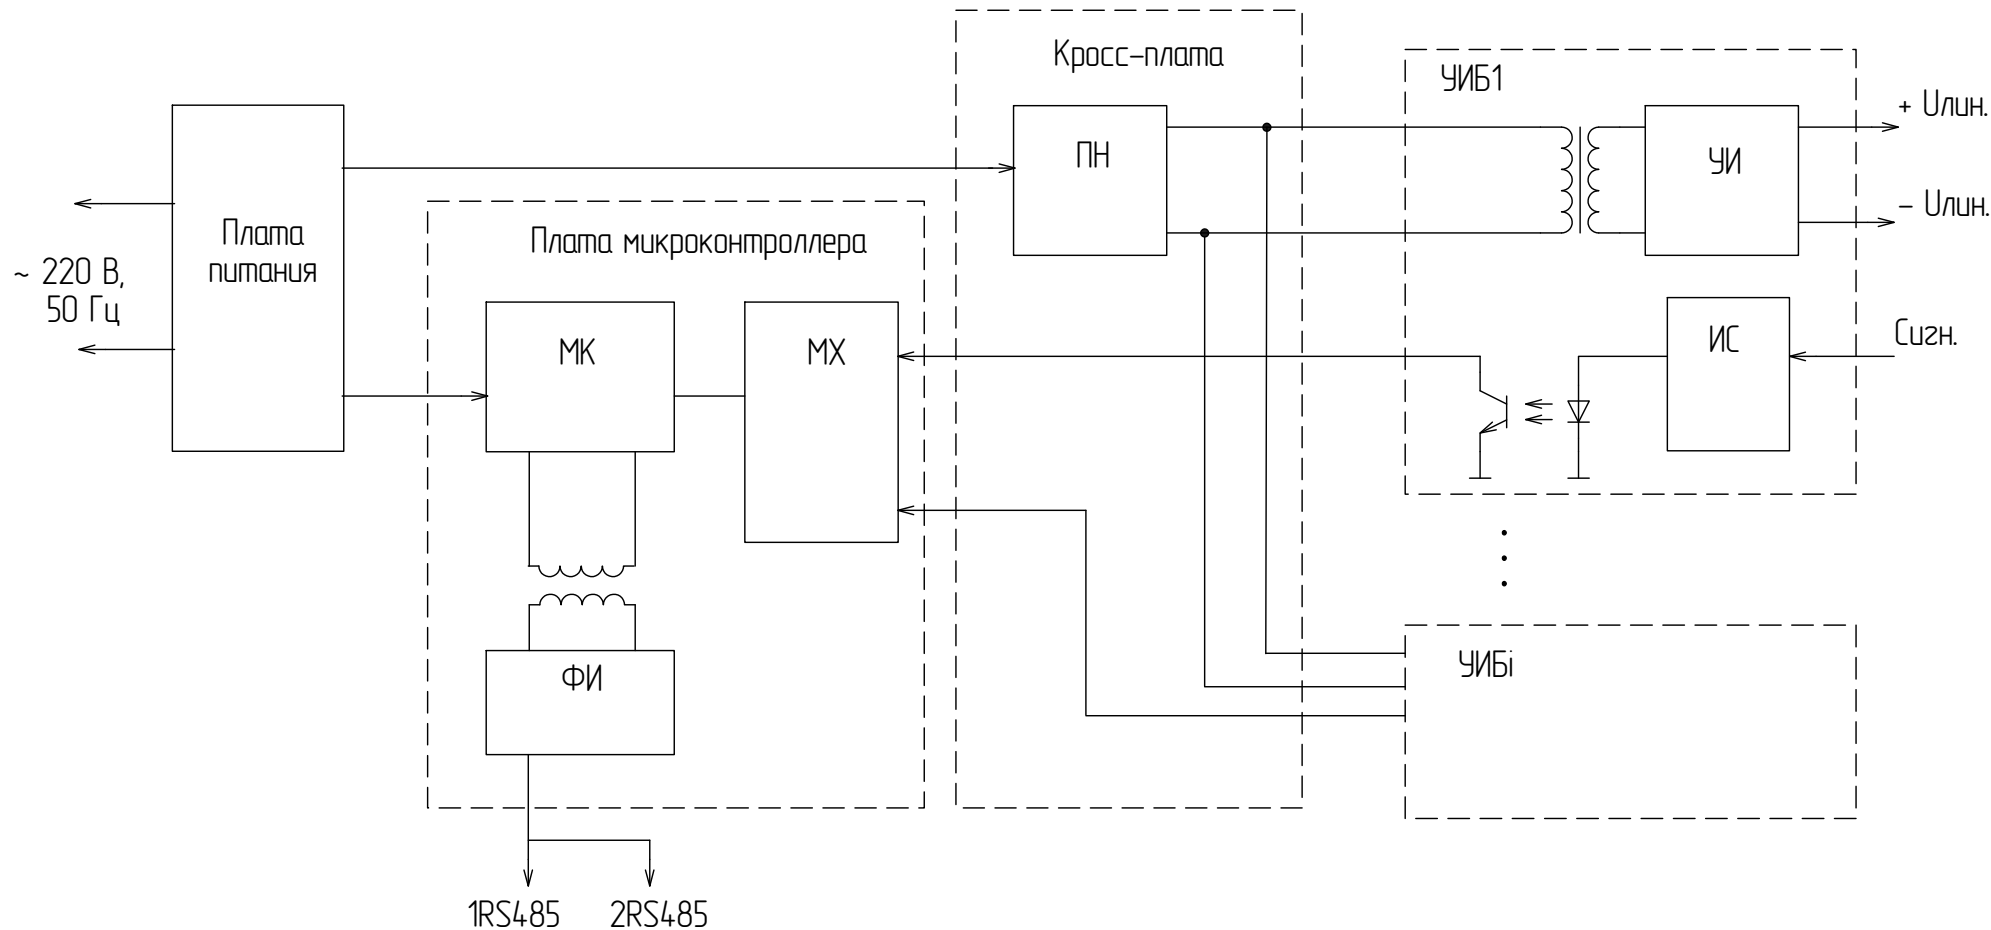 Кросс-плата
УИБ1
+ Uлин.
ПН
УИ
- Uлин.
Плата
питания
Плата микроконтроллера
~ 220 В,
50 Гц
МК
МХ
ИС
Сигн.
УИБi
ФИ
1RS485
2RS485